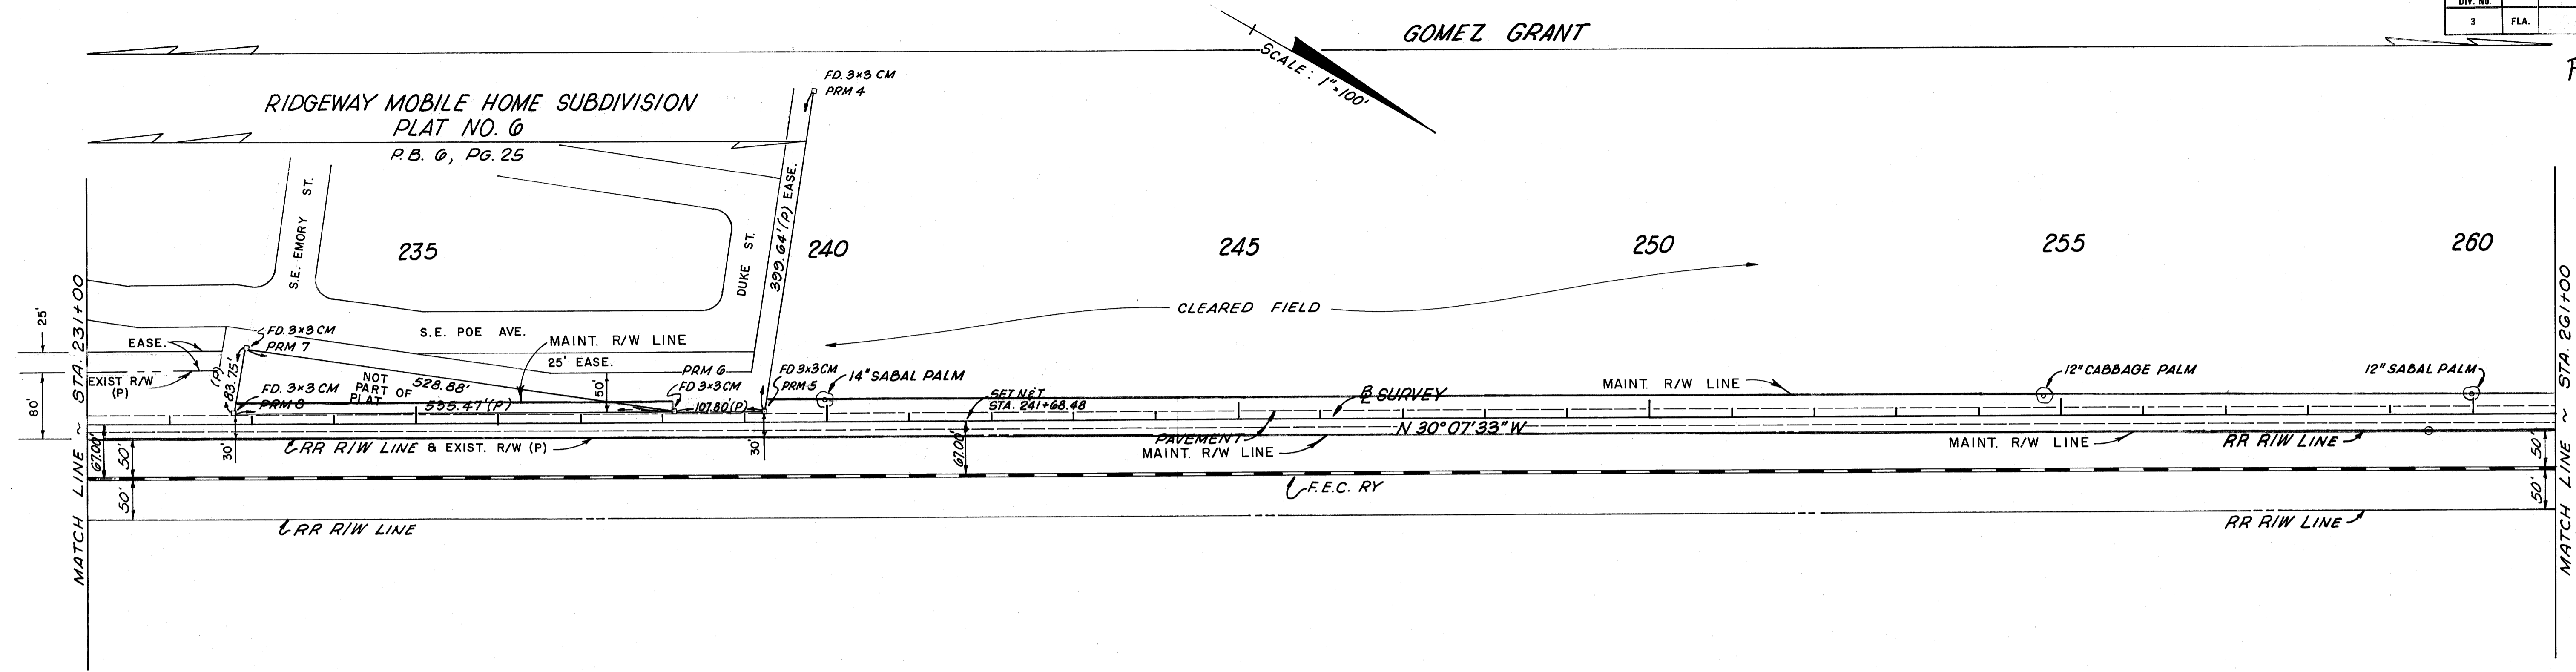 DIV. NO.
3 FLA.
GOMEZ GRANT
SCALE: 1"=100'
RIDGEWAY MOBILE HOME SUBDIVISION
PLAT NO. 6
P.B. 6, PG. 25
FD. 3×3 CM
PRM 4
S.E. EMORY ST.
DUKE ST.
399.64'(P) EASE.
235
240
245
250
255
260
CLEARED FIELD
MATCH LINE ~ STA. 231+00
MATCH LINE ~ STA. 261+00
25'
80'
EASE.
EXIST R/W
(P)
83.75'
(P)
FD. 3×3 CM
PRM 7
S.E. POE AVE.
MAINT. R/W LINE
25' EASE.
50'
NOT
PART OF
PLAT
528.88'
535.47'(P)
FD. 3×3 CM
PRM 8
PRM 6
FD 3×3 CM
107.80'(P)
FD 3×3 CM
PRM 5
14" SABAL PALM
SET N&T
STA. 241+68.48
B SURVEY
MAINT. R/W LINE
12" CABBAGE PALM
12" SABAL PALM
PAVEMENT
N 30°07'33" W
MAINT. R/W LINE
MAINT. R/W LINE
RR R/W LINE
RR R/W LINE & EXIST. R/W (P)
30'
30'
67.00'
67.00'
50'
50'
50'
50'
F.E.C. RY
RR R/W LINE
RR R/W LINE